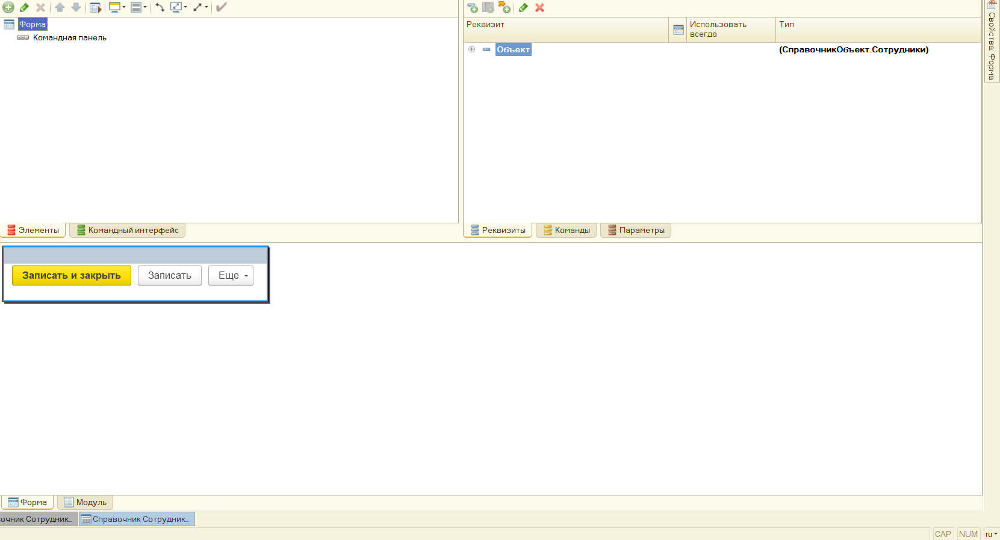 Форма
Командная панель
Реквизит
Использовать
всегда
Тип
Объект
(СправочникОбъект.Сотрудники)
Свойства: Форма
Элементы
Командный интерфейс
Реквизиты
Команды
Параметры
Записать и закрыть
Записать
Еще
Форма
Модуль
очник Сотрудник...
Справочник Сотрудник...
CAP
NUM
ru